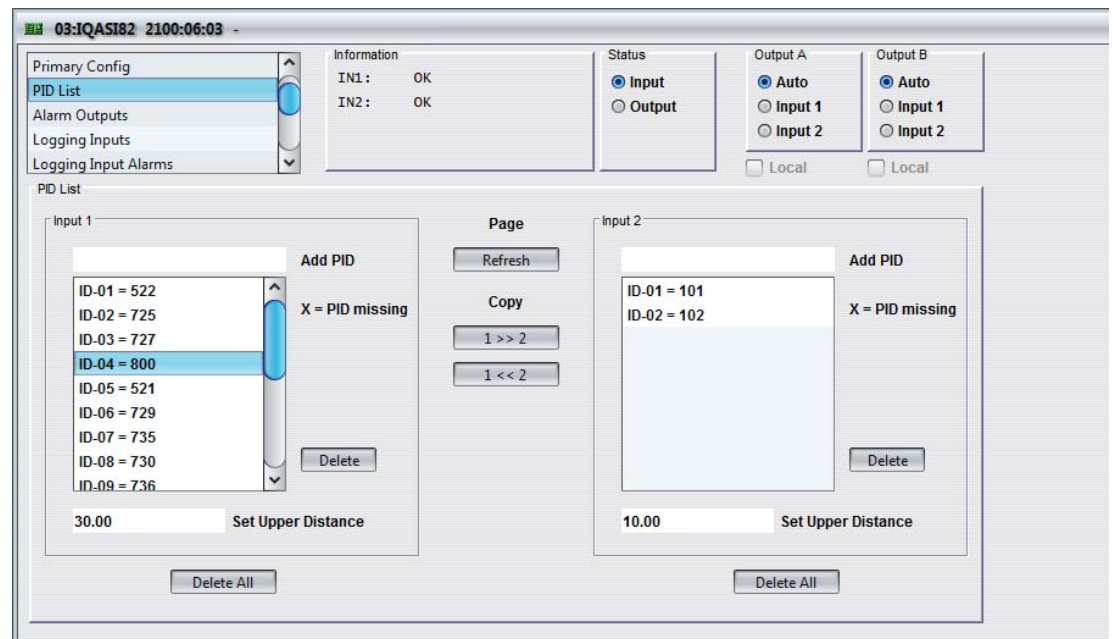 03:IQASI82 2100:06:03 -
Primary Config
PID List
Alarm Outputs
Logging Inputs
Logging Input Alarms
Information
IN1: OK
IN2: OK
Status
Input
Output
Output A
Auto
Input 1
Input 2
Local
Output B
Auto
Input 1
Input 2
Local
PID List
Input 1
Add PID
ID-01 = 522
ID-02 = 725
ID-03 = 727
ID-04 = 800
ID-05 = 521
ID-06 = 729
ID-07 = 735
ID-08 = 730
ID-09 = 736
X = PID missing
Delete
30.00 Set Upper Distance
Delete All
Page
Refresh
Copy
1 >> 2
1 << 2
Input 2
Add PID
ID-01 = 101
ID-02 = 102
X = PID missing
Delete
10.00 Set Upper Distance
Delete All